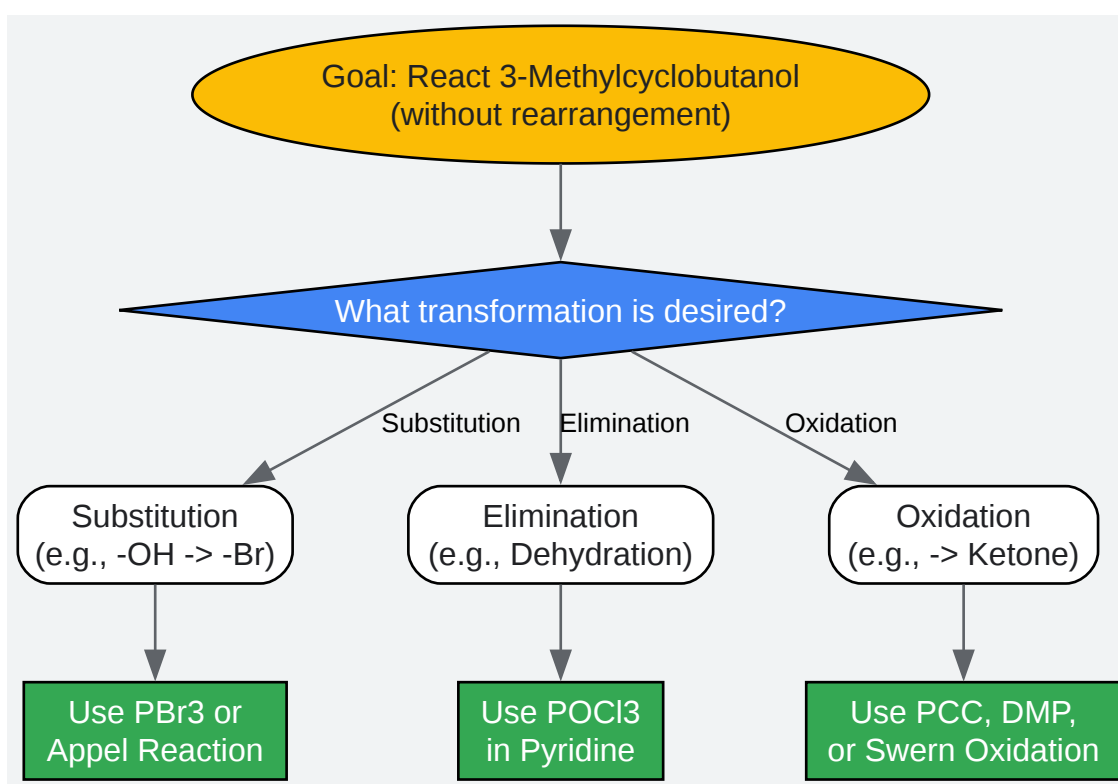 Goal: React 3-Methylcyclobutanol
(without rearrangement)
What transformation is desired?
Substitution
Elimination
Oxidation
Substitution
(e.g., -OH -> -Br)
Elimination
(e.g., Dehydration)
Oxidation
(e.g., -> Ketone)
Use PBr3 or
Appel Reaction
Use POCl3
in Pyridine
Use PCC, DMP,
or Swern Oxidation